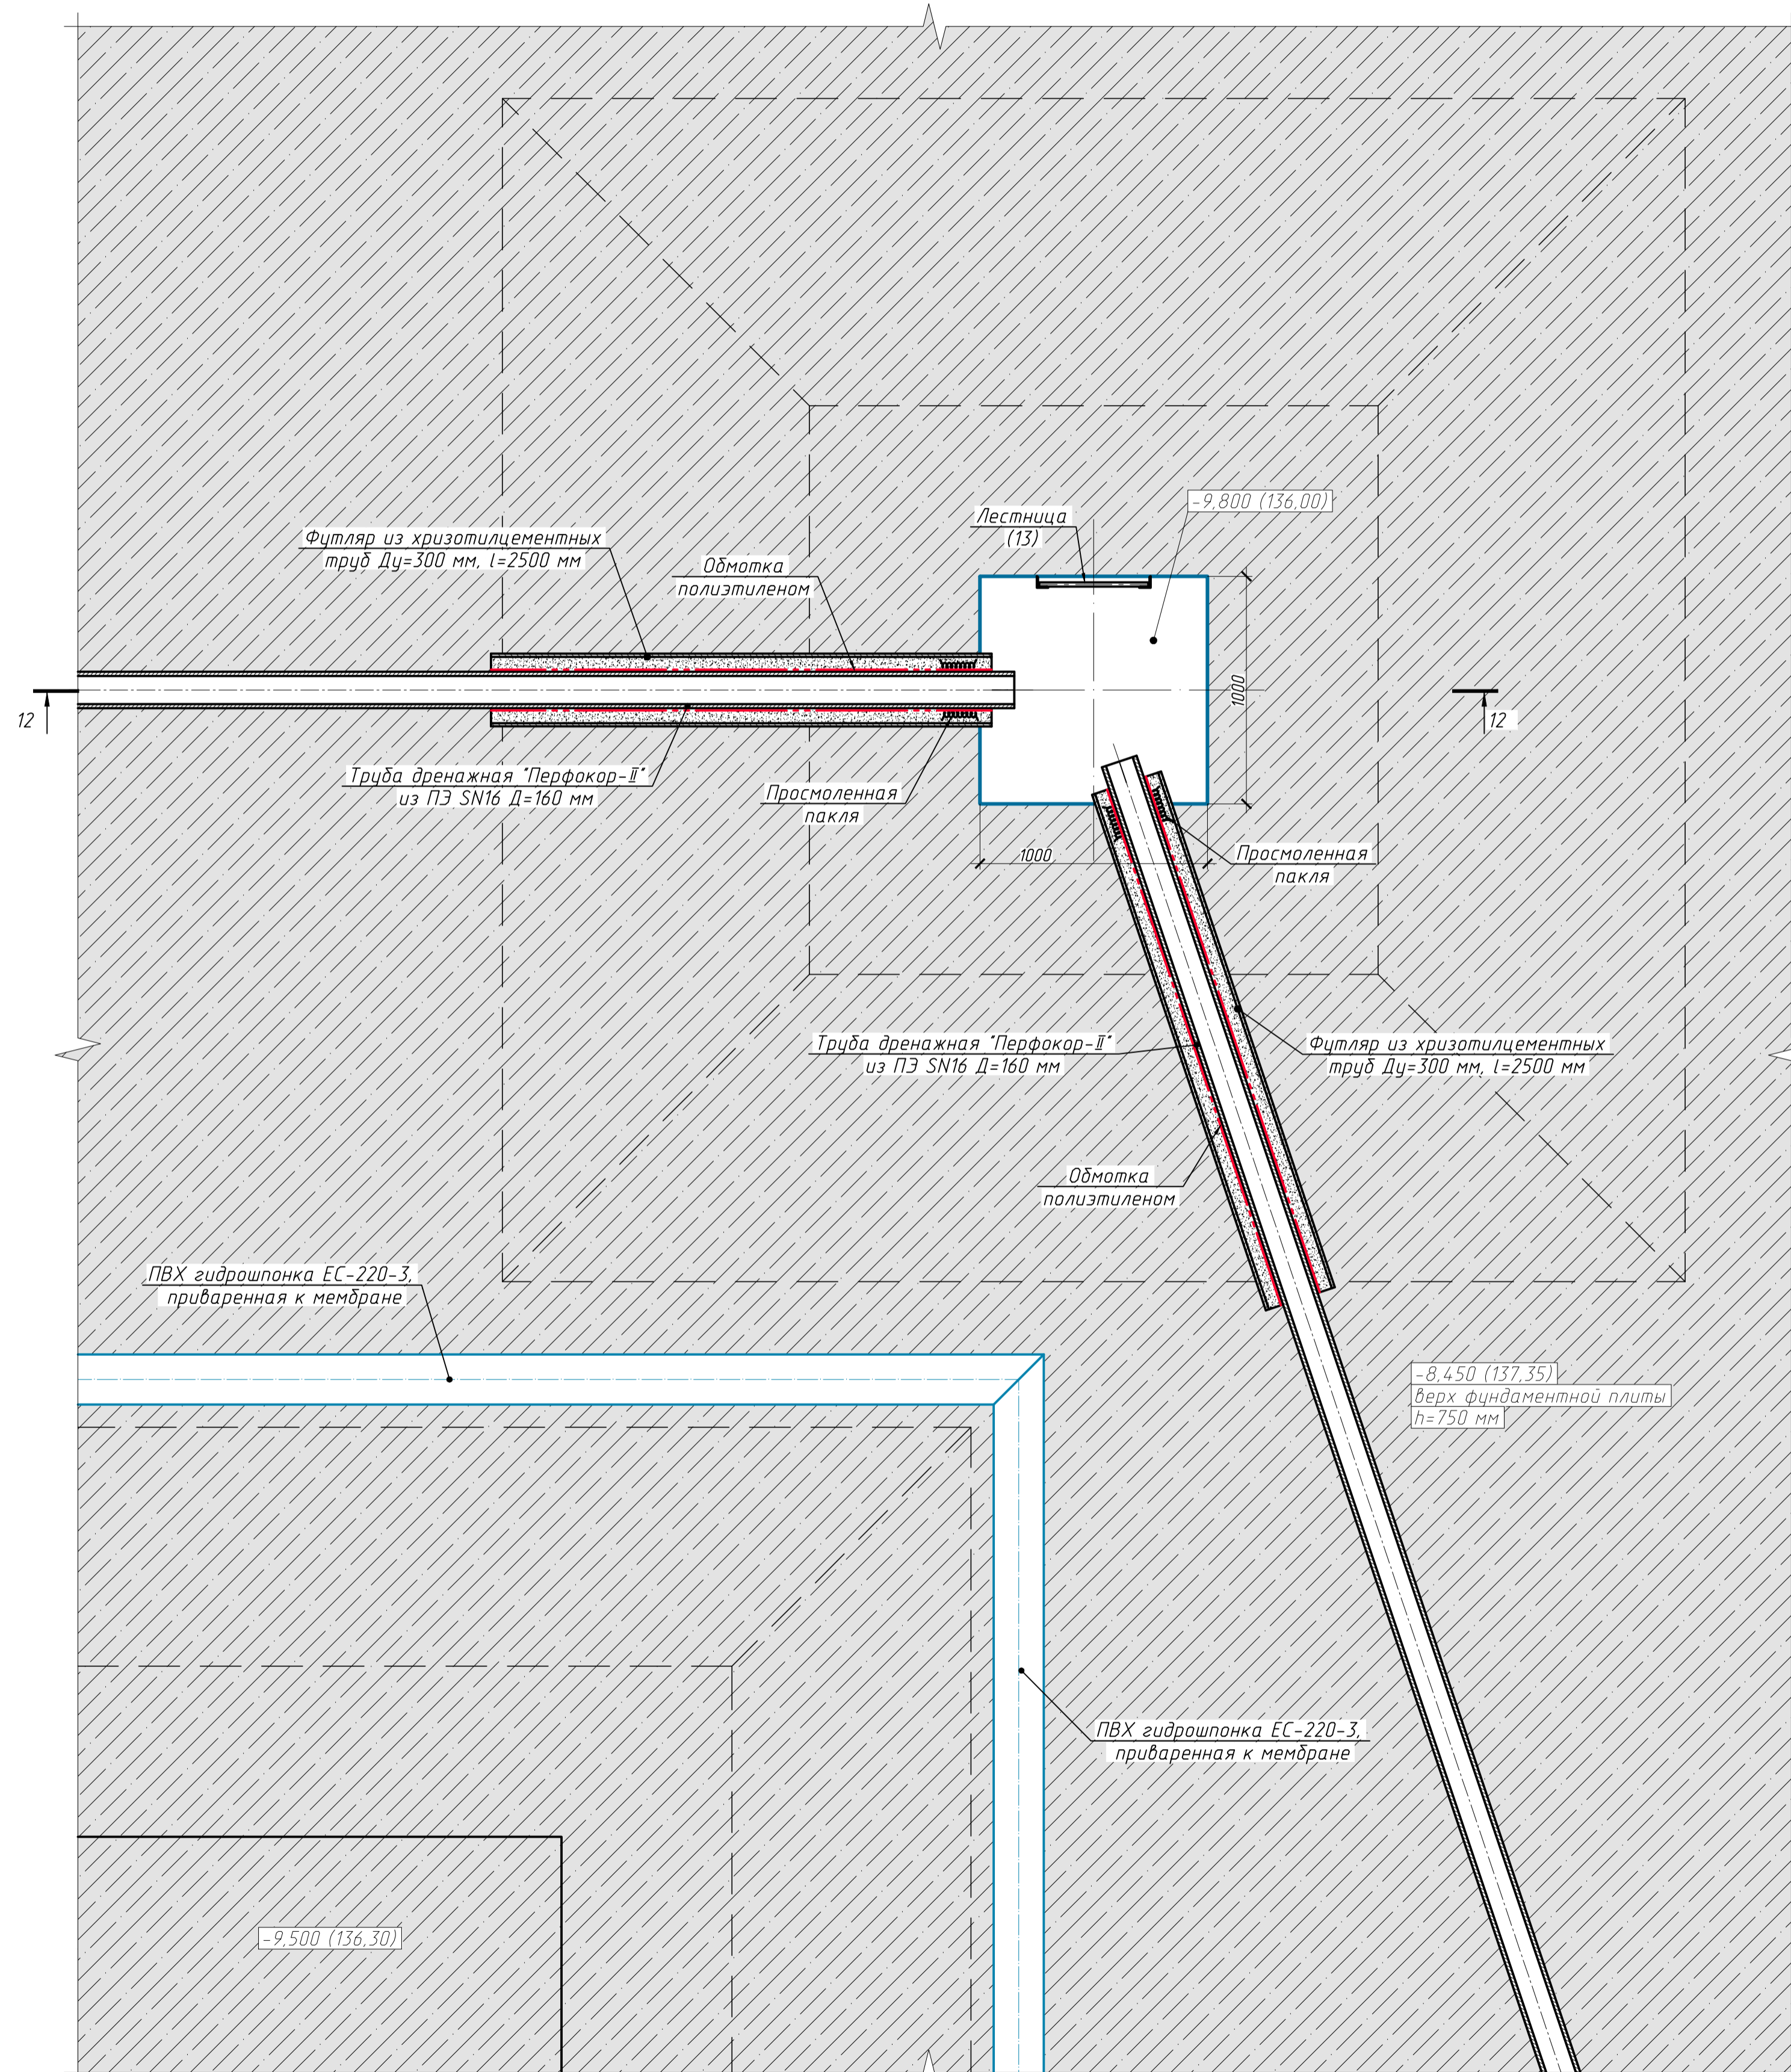 -9,800 (136,00)
Лестница
(13)
Футляр из хризотилцементных
труб Ду=300 мм, l=2500 мм
Обмотка
полиэтиленом
1000
12
12
Труба дренажная "Перфокор-II"
из ПЭ SN16 Д=160 мм
Просмоленная
пакля
1000
Просмоленная
пакля
Труба дренажная "Перфокор-II"
из ПЭ SN16 Д=160 мм
Футляр из хризотилцементных
труб Ду=300 мм, l=2500 мм
Обмотка
полиэтиленом
ПВХ гидрошпонка ЕС-220-3,
приваренная к мембране
-8,450 (137,35)
верх фундаментной плиты
h=750 мм
ПВХ гидрошпонка ЕС-220-3,
приваренная к мембране
-9,500 (136,30)